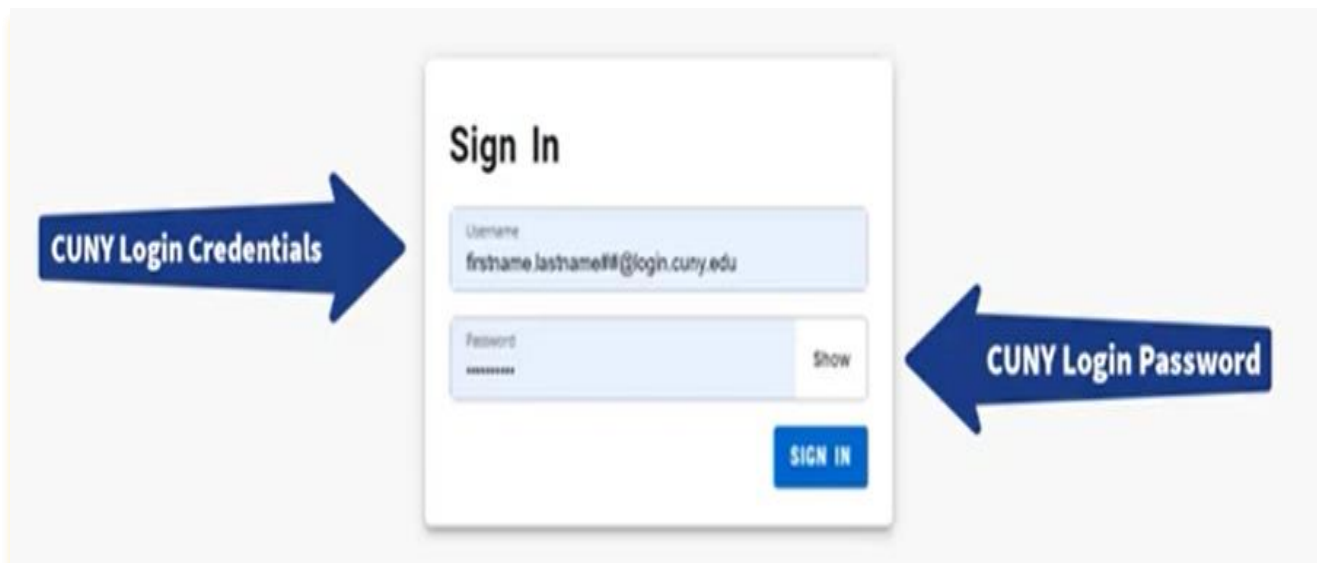 Sign In
CUNY Login Credentials
Username
firstname.lastname##@login.cuny.edu
Password
••••••••••
Show
CUNY Login Password
SIGN IN